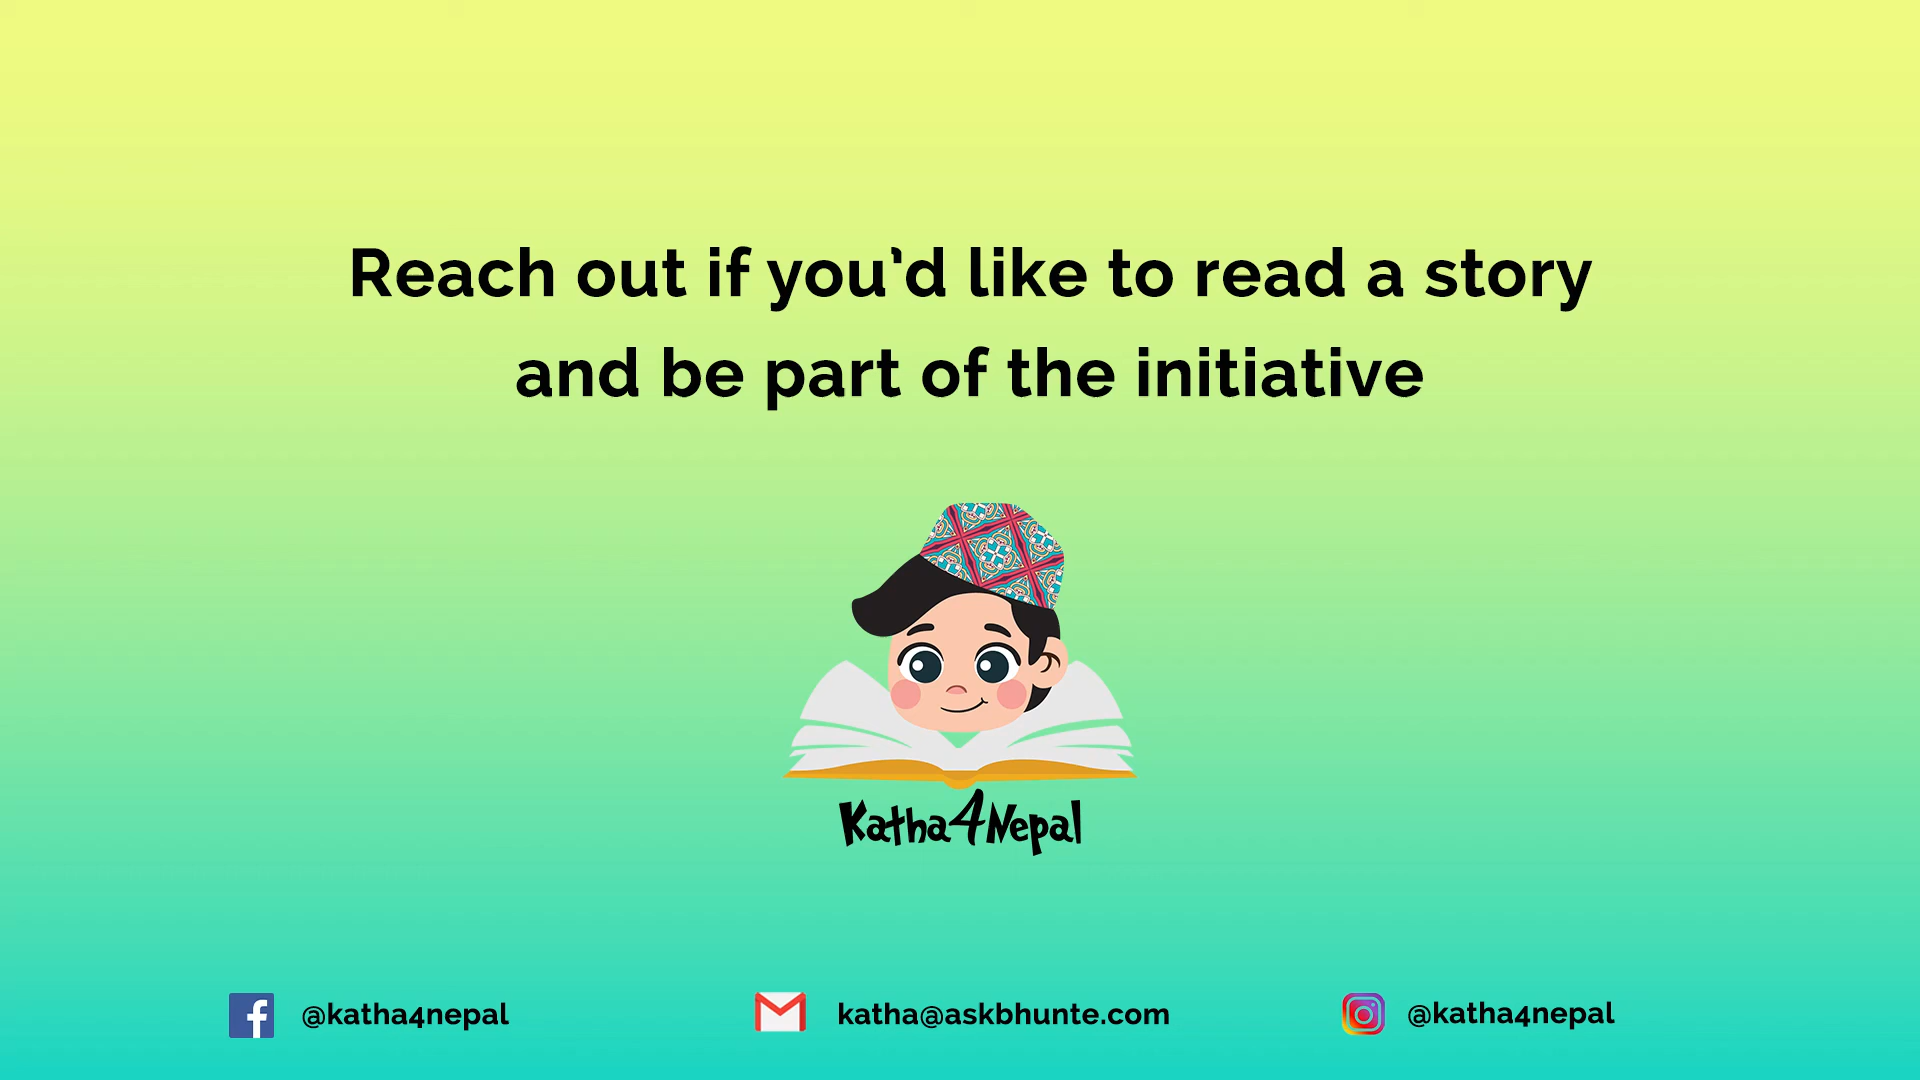 Reach out if you’d like to read a story
and be part of the initiative
Katha4Nepal
@katha4nepal
katha@askbhunte.com
@katha4nepal